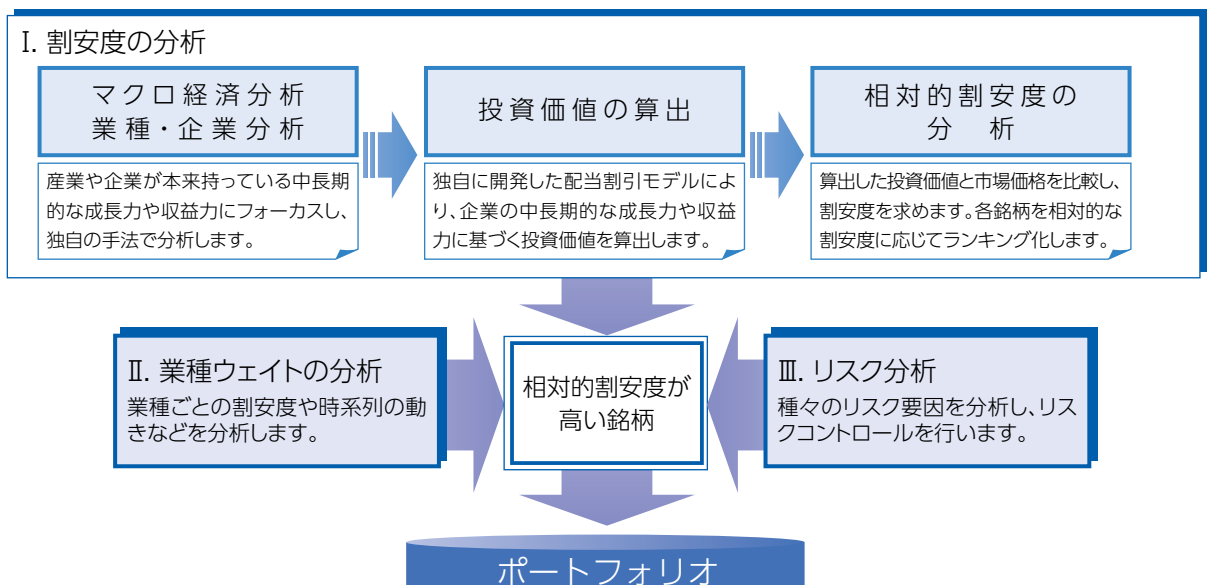 Ⅰ. 割安度の分析
マクロ経済分析
業種・企業分析
産業や企業が本来持っている中長期
的な成長力や収益力にフォーカスし、
独自の手法で分析します。
投資価値の算出
独自に開発した配当割引モデルによ
り、企業の中長期的な成長力や収益
力に基づく投資価値を算出します。
相対的割安度の
分 析
算出した投資価値と市場価格を比較し、
割安度を求めます。各銘柄を相対的な
割安度に応じてランキング化します。
Ⅱ. 業種ウェイトの分析
業種ごとの割安度や時系列の動
きなどを分析します。
相対的割安度が
高い銘柄
Ⅲ. リスク分析
種々のリスク要因を分析し、リス
クコントロールを行います。
ポートフォリオ